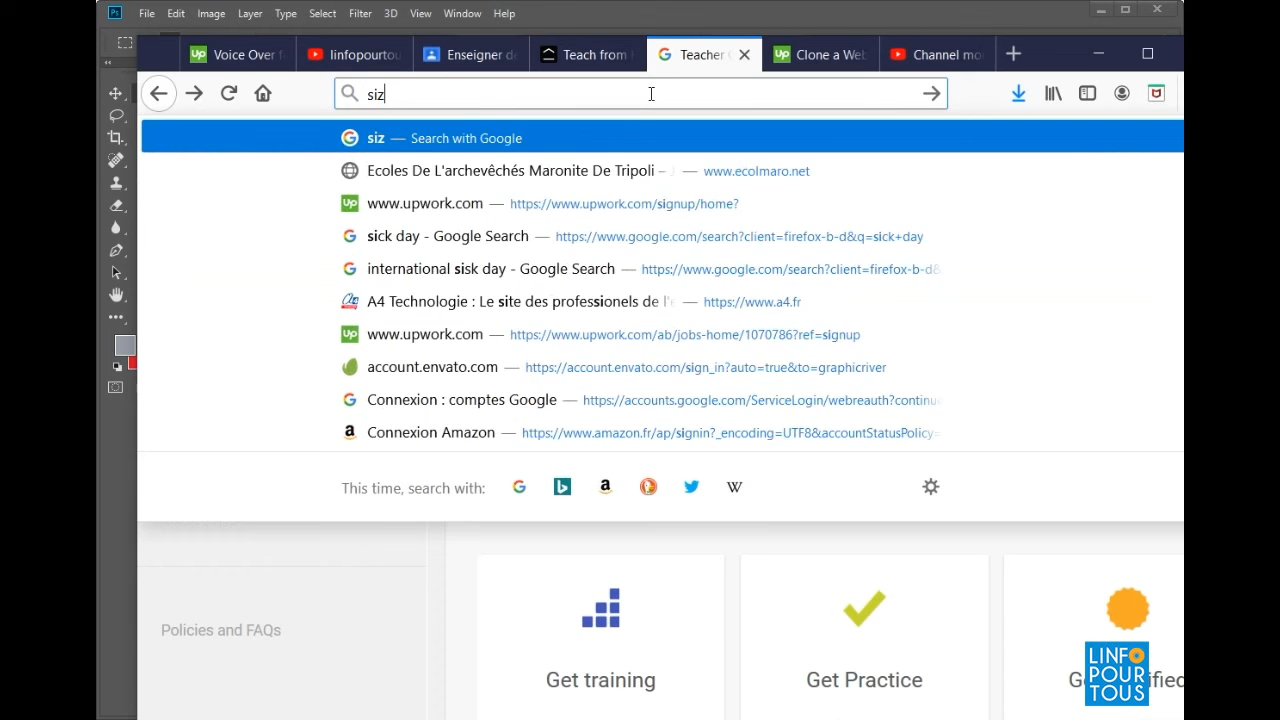 File Edit Image Layer Type Select Filter 3D View Window Help
Voice Over linfopourtou Enseigner de Teach from Teacher Clone a Web Channel mo
siz
siz — Search with Google
Ecoles De L'archevêchés Maronite De Tripoli – — www.ecolmaro.net
www.upwork.com — https://www.upwork.com/signup/home?
sick day - Google Search — https://www.google.com/search?client=firefox-b-d&q=sick+day
international sisk day - Google Search — https://www.google.com/search?client=firefox-b-d&
A4 Technologie : Le site des professionels de l'é — https://www.a4.fr
www.upwork.com — https://www.upwork.com/ab/jobs-home/1070786?ref=signup
account.envato.com — https://account.envato.com/sign_in?auto=true&to=graphicriver
Connexion : comptes Google — https://accounts.google.com/ServiceLogin/webreauth?continue
Connexion Amazon — https://www.amazon.fr/ap/signin?_encoding=UTF8&accountStatusPolicy=
This time, search with:
Policies and FAQs
Get training Get Practice
LINFO
POUR
TOUS